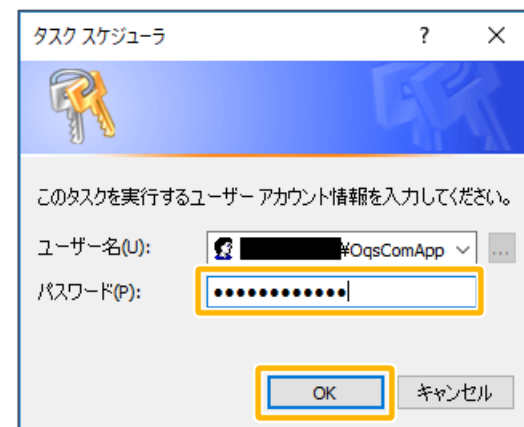 タスク スケジューラ
このタスクを実行するユーザー アカウント情報を入力してください。
ユーザー名(U): ¥OqsComApp
パスワード(P): ●●●●●●●●●●●●
OK キャンセル